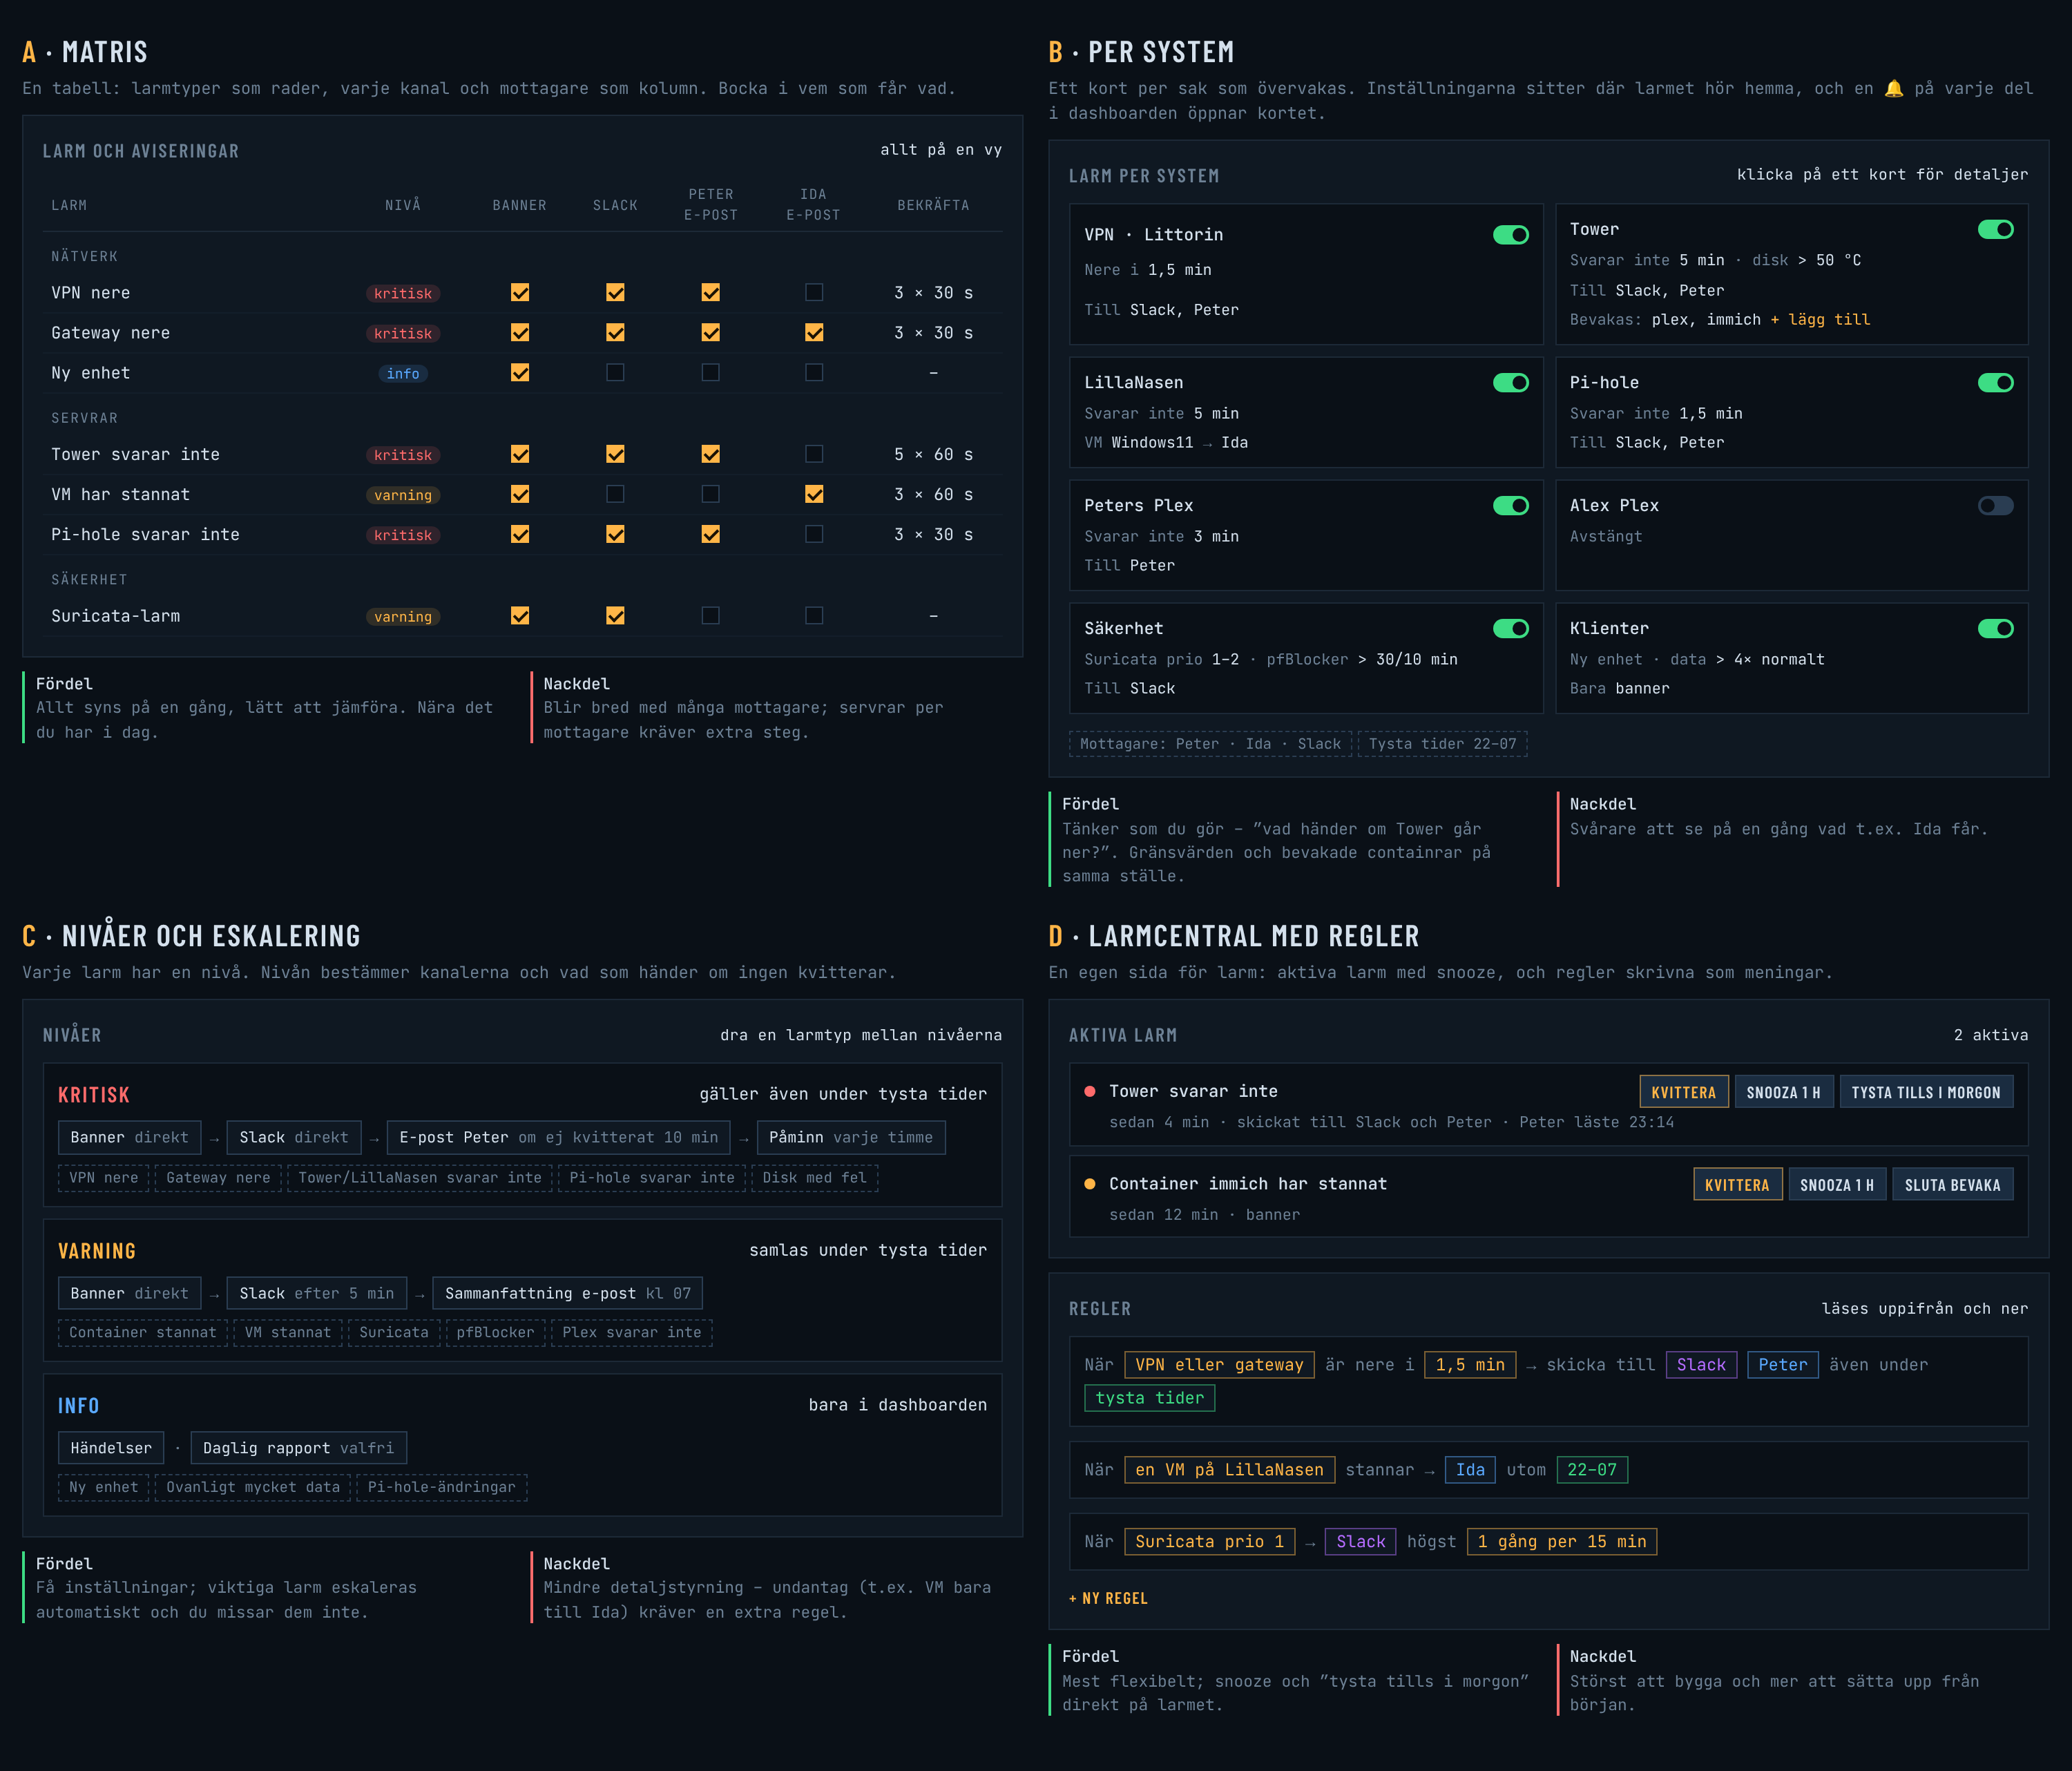 A · MATRIS
En tabell: larmtyper som rader, varje kanal och mottagare som kolumn. Bocka i vem som får vad.
LARM OCH AVISERINGAR
allt på en vy
LARM NIVÅ BANNER SLACK PETER E-POST IDA E-POST BEKRÄFTA
NÄTVERK
VPN nere kritisk 3 × 30 s
Gateway nere kritisk 3 × 30 s
Ny enhet info –
SERVRAR
Tower svarar inte kritisk 5 × 60 s
VM har stannat varning 3 × 60 s
Pi-hole svarar inte kritisk 3 × 30 s
SÄKERHET
Suricata-larm varning –
Fördel
Allt syns på en gång, lätt att jämföra. Nära det
du har i dag.
Nackdel
Blir bred med många mottagare; servrar per
mottagare kräver extra steg.
B · PER SYSTEM
Ett kort per sak som övervakas. Inställningarna sitter där larmet hör hemma, och en 🔔 på varje del
i dashboarden öppnar kortet.
LARM PER SYSTEM
klicka på ett kort för detaljer
VPN · Littorin
Nere i 1,5 min
Till Slack, Peter
Tower
Svarar inte 5 min · disk > 50 °C
Till Slack, Peter
Bevakas: plex, immich + lägg till
LillaNasen
Svarar inte 5 min
VM Windows11 → Ida
Pi-hole
Svarar inte 1,5 min
Till Slack, Peter
Peters Plex
Svarar inte 3 min
Till Peter
Alex Plex
Avstängt
Säkerhet
Suricata prio 1–2 · pfBlocker > 30/10 min
Till Slack
Klienter
Ny enhet · data > 4× normalt
Bara banner
Mottagare: Peter · Ida · Slack
Tysta tider 22–07
Fördel
Tänker som du gör – ”vad händer om Tower går
ner?”. Gränsvärden och bevakade containrar på
samma ställe.
Nackdel
Svårare att se på en gång vad t.ex. Ida får.
C · NIVÅER OCH ESKALERING
Varje larm har en nivå. Nivån bestämmer kanalerna och vad som händer om ingen kvitterar.
NIVÅER
dra en larmtyp mellan nivåerna
KRITISK
gäller även under tysta tider
Banner direkt → Slack direkt → E-post Peter om ej kvitterat 10 min → Påminn varje timme
VPN nere Gateway nere Tower/LillaNasen svarar inte Pi-hole svarar inte Disk med fel
VARNING
samlas under tysta tider
Banner direkt → Slack efter 5 min → Sammanfattning e-post kl 07
Container stannat VM stannat Suricata pfBlocker Plex svarar inte
INFO
bara i dashboarden
Händelser · Daglig rapport valfri
Ny enhet Ovanligt mycket data Pi-hole-ändringar
Fördel
Få inställningar; viktiga larm eskaleras
automatiskt och du missar dem inte.
Nackdel
Mindre detaljstyrning – undantag (t.ex. VM bara
till Ida) kräver en extra regel.
D · LARMCENTRAL MED REGLER
En egen sida för larm: aktiva larm med snooze, och regler skrivna som meningar.
AKTIVA LARM
2 aktiva
Tower svarar inte
KVITTERA SNOOZA 1 H TYSTA TILLS I MORGON
sedan 4 min · skickat till Slack och Peter · Peter läste 23:14
Container immich har stannat
KVITTERA SNOOZA 1 H SLUTA BEVAKA
sedan 12 min · banner
REGLER
läses uppifrån och ner
När VPN eller gateway är nere i 1,5 min → skicka till Slack Peter även under
tysta tider
När en VM på LillaNasen stannar → Ida utom 22–07
När Suricata prio 1 → Slack högst 1 gång per 15 min
+ NY REGEL
Fördel
Mest flexibelt; snooze och ”tysta tills i morgon”
direkt på larmet.
Nackdel
Störst att bygga och mer att sätta upp från
början.